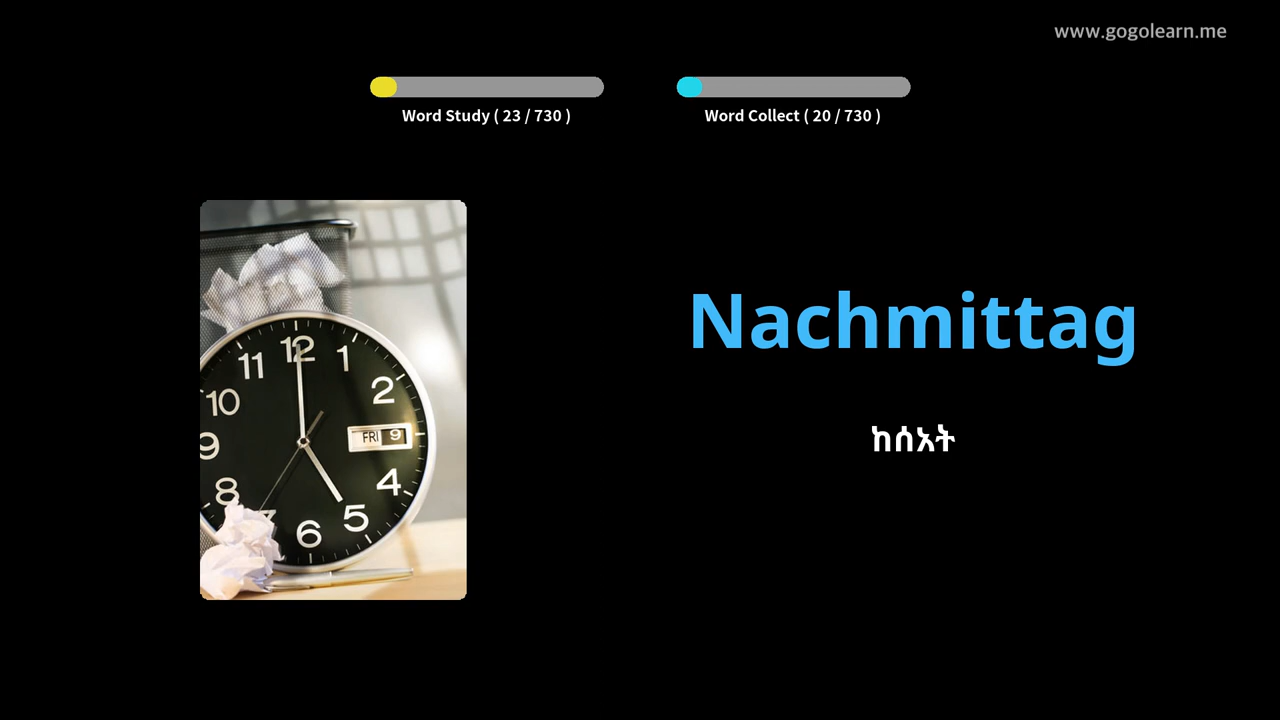 www.gogolearn.me
Word Study ( 23 / 730 )
Word Collect ( 20 / 730 )
12
11
1
10
2
FRI 9
9
8
4
7
5
6
Nachmittag
ከሰአት